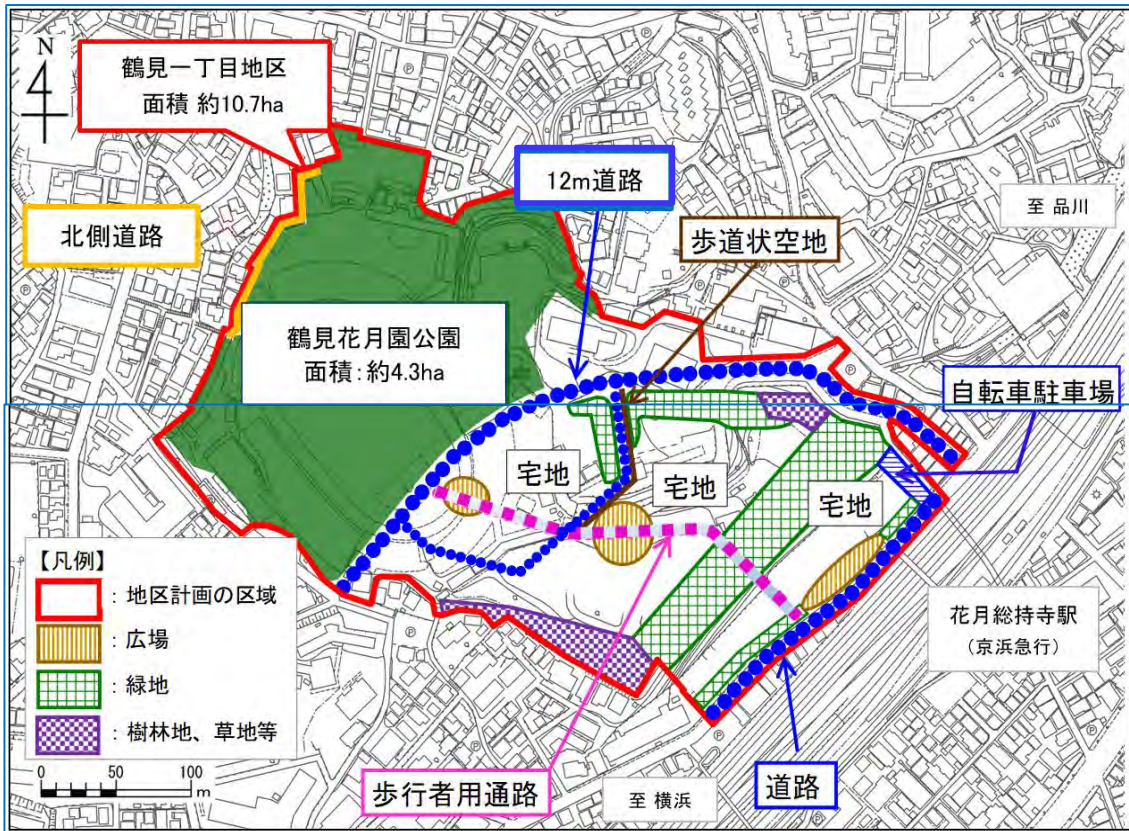 N
鶴見一丁目地区
面積 約10.7ha
12m道路
至 品川
北側道路
歩道状空地
鶴見花月園公園
面積:約4.3ha
自転車駐車場
宅地
宅地
宅地
【凡例】
:地区計画の区域
:広場
:緑地
:樹林地、草地等
0 50 100
m
花月総持寺駅
(京浜急行)
歩行者用通路
至 横浜
道路